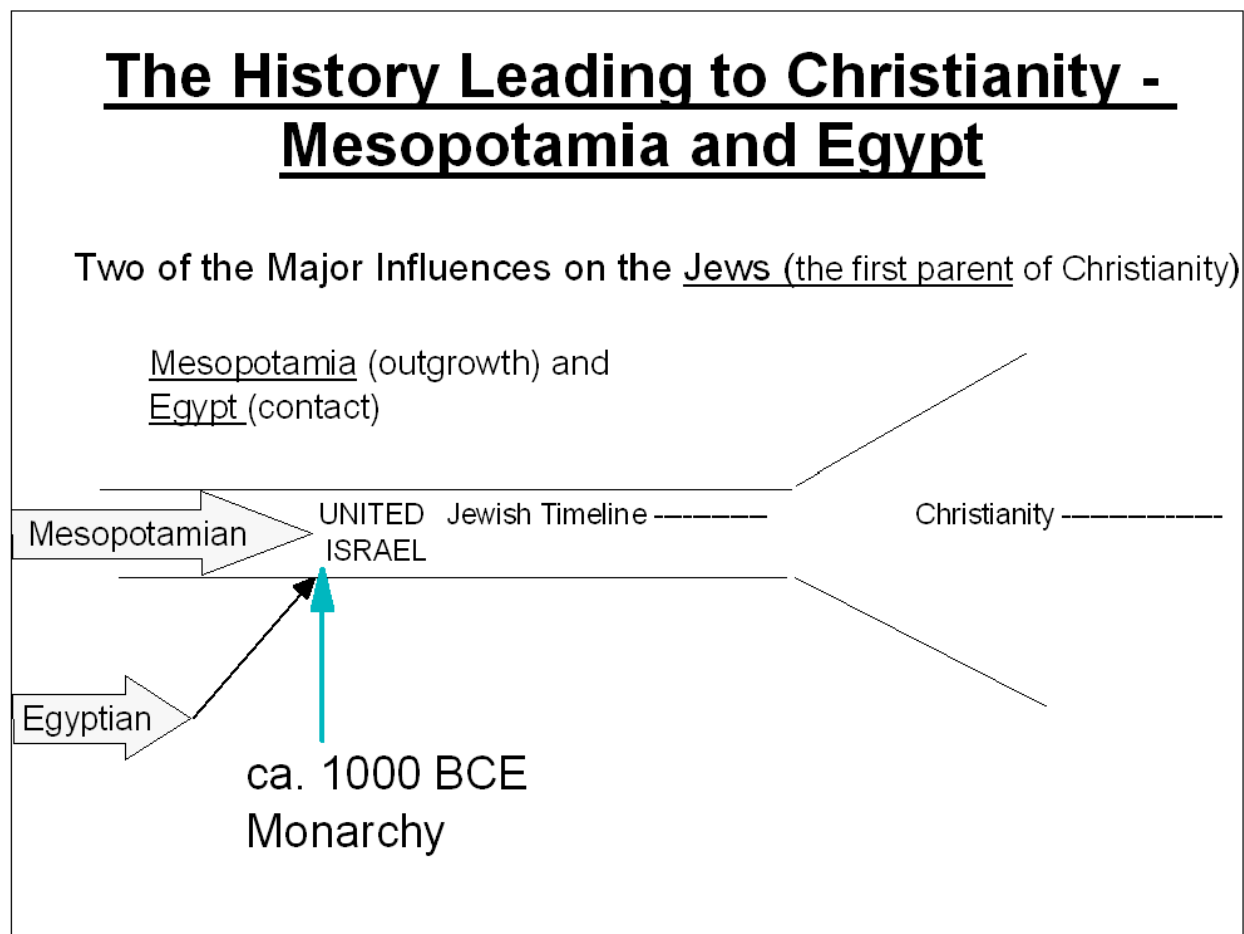 The History Leading to Christianity -
Mesopotamia and Egypt
Two of the Major Influences on the Jews (the first parent of Christianity)
Mesopotamia (outgrowth) and
Egypt (contact)
Mesopotamian
UNITED Jewish Timeline -------------
ISRAEL
Christianity ------------------
Egyptian
ca. 1000 BCE
Monarchy